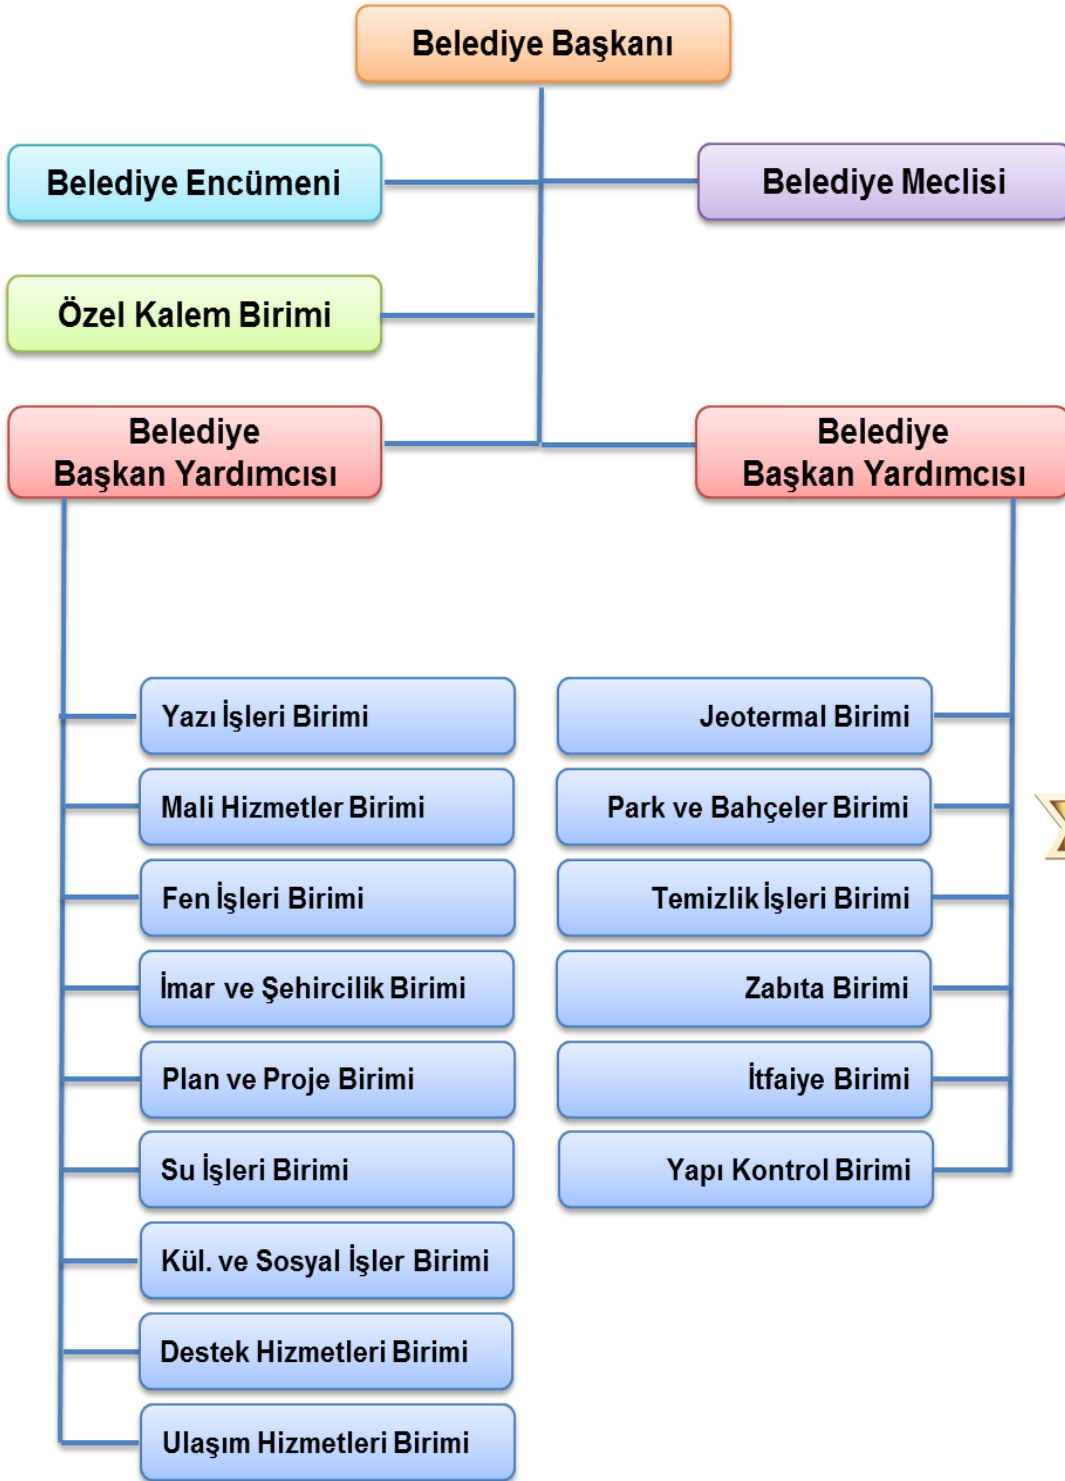 Belediye Başkanı
Belediye Encümeni
Belediye Meclisi
Özel Kalem Birimi
Belediye
Başkan Yardımcısı
Belediye
Başkan Yardımcısı
Yazı İşleri Birimi
Mali Hizmetler Birimi
Fen İşleri Birimi
İmar ve Şehircilik Birimi
Plan ve Proje Birimi
Su İşleri Birimi
Kül. ve Sosyal İşler Birimi
Destek Hizmetleri Birimi
Ulaşım Hizmetleri Birimi
Jeotermal Birimi
Park ve Bahçeler Birimi
Temizlik İşleri Birimi
Zabıta Birimi
İtfaiye Birimi
Yapı Kontrol Birimi